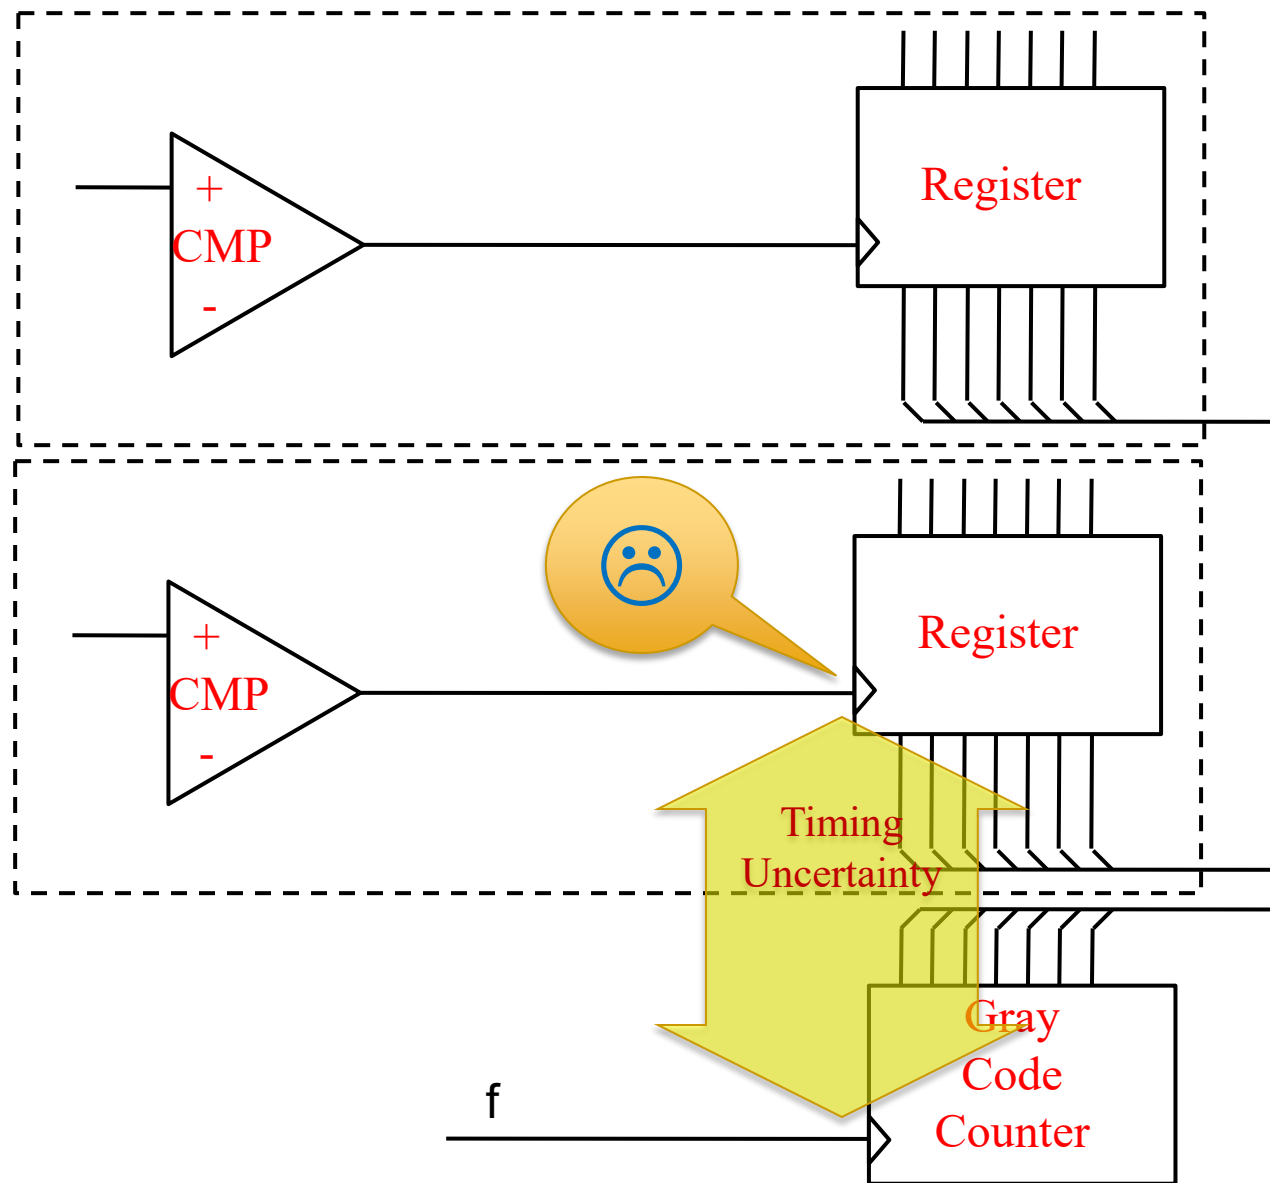 +
CMP
-
Register
+
CMP
-
Register
Timing
Uncertainty
Gray
Code
Counter
f